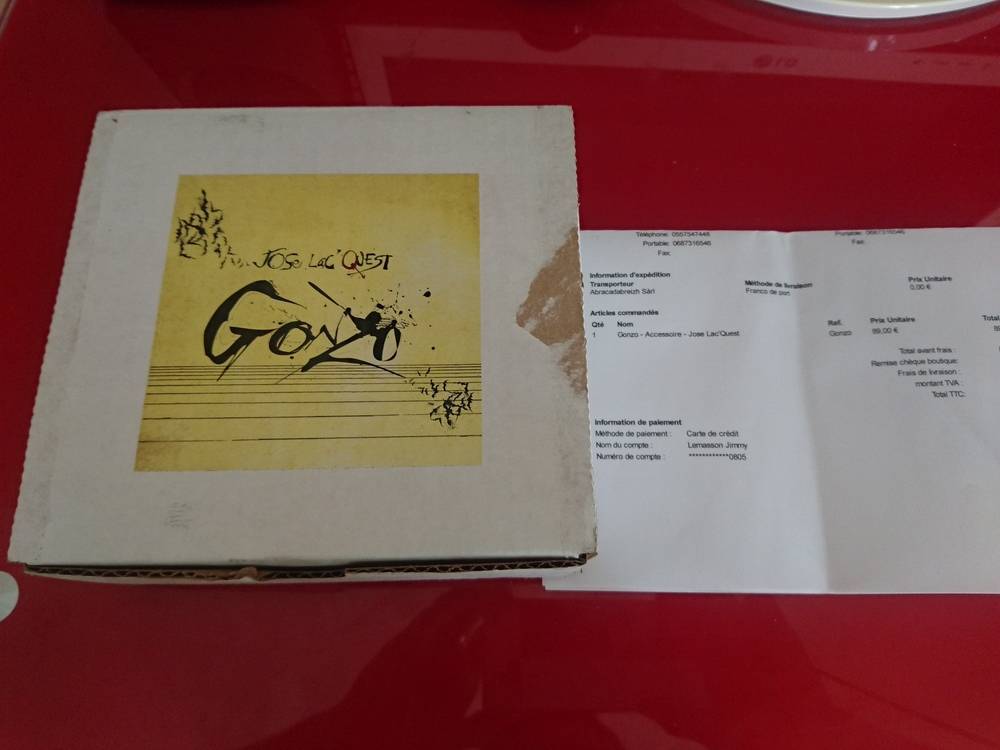 JOSe LaC'QUEST
GONZO
LG
Téléphone: 0557547448
Portable: 0687316546
Portable: 0687316546
Fax:
Fax:
Information d'expédition
Transporteur
Méthode de livraison
Prix Unitaire
Abracadabreizh Sàrl
Franco de port
0,00 €
Articles commandés
Qté Nom Ref. Prix Unitaire Total
1 Gonzo - Accessoire - Jose Lac'Quest Gonzo 89,00 €
Total avant frais :
Remise chèque boutique:
Frais de livraison :
montant TVA :
Total TTC:
Information de paiement
Méthode de paiement : Carte de crédit
Nom du compte : Lemasson Jimmy
Numéro de compte : ************0805